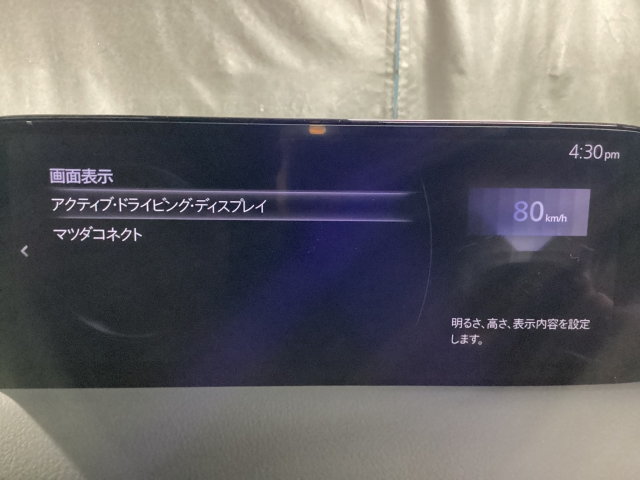 4:30pm
画面表示
アクティブ・ドライビング・ディスプレイ
80km/h
マツダコネクト
明るさ、高さ、表示内容を設定
します。